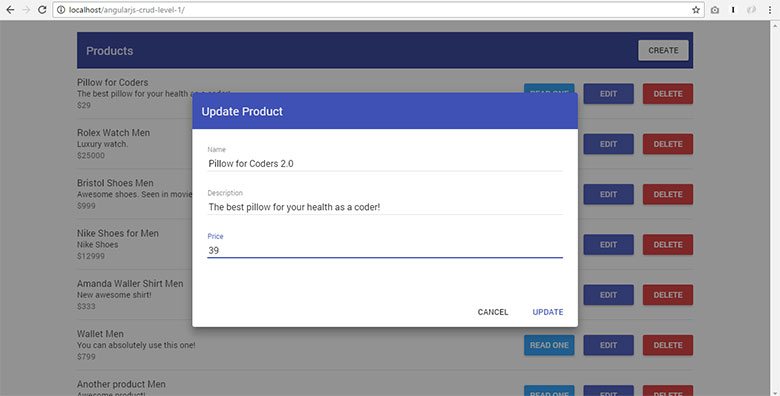 localhost/angularjs-crud-level-1/
Products
CREATE
Pillow for Coders
The best pillow for your health as a coder!
$29
READ ONE
EDIT
DELETE
Update Product
Rolex Watch Men
Luxury watch.
$25000
EDIT
DELETE
Name
Pillow for Coders 2.0
Bristol Shoes Men
Awesome shoes. Seen in movie
$999
EDIT
DELETE
Description
The best pillow for your health as a coder!
Nike Shoes for Men
Nike Shoes
$12999
EDIT
DELETE
Price
39
Amanda Waller Shirt Men
New awesome shirt!
$333
EDIT
DELETE
CANCEL
UPDATE
Wallet Men
You can absolutely use this one!
$799
READ ONE
EDIT
DELETE
Another product Men
Awesome product!
READ ONE
EDIT
DELETE